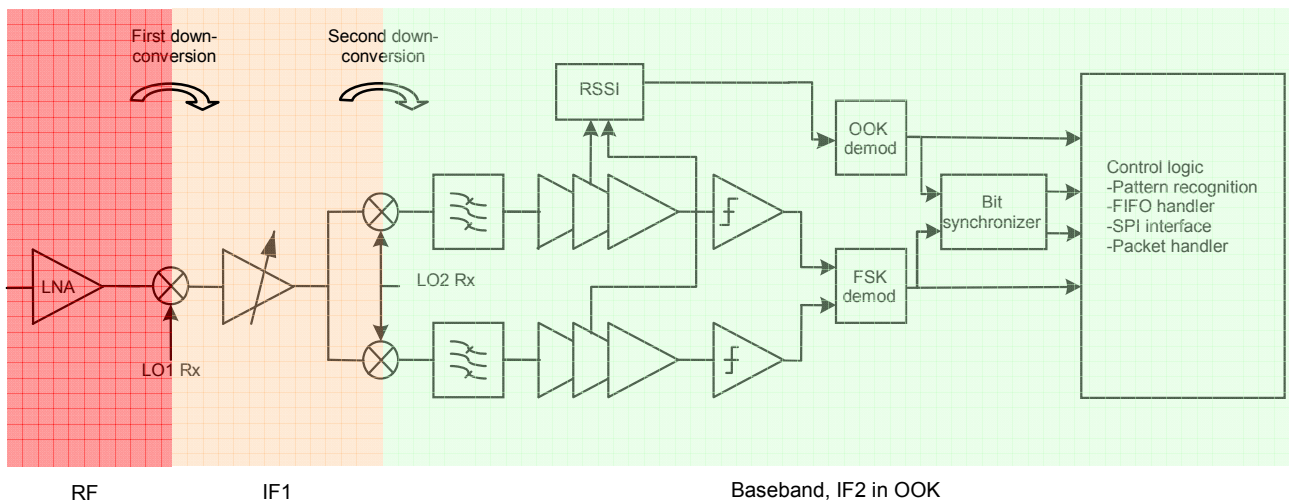 First down-
conversion
Second down-
conversion
RSSI
OOK
demod
Control logic
-Pattern recognition
-FIFO handler
-SPI interface
-Packet handler
Bit
synchronizer
LNA
LO2 Rx
FSK
demod
LO1 Rx
RF
IF1
Baseband, IF2 in OOK